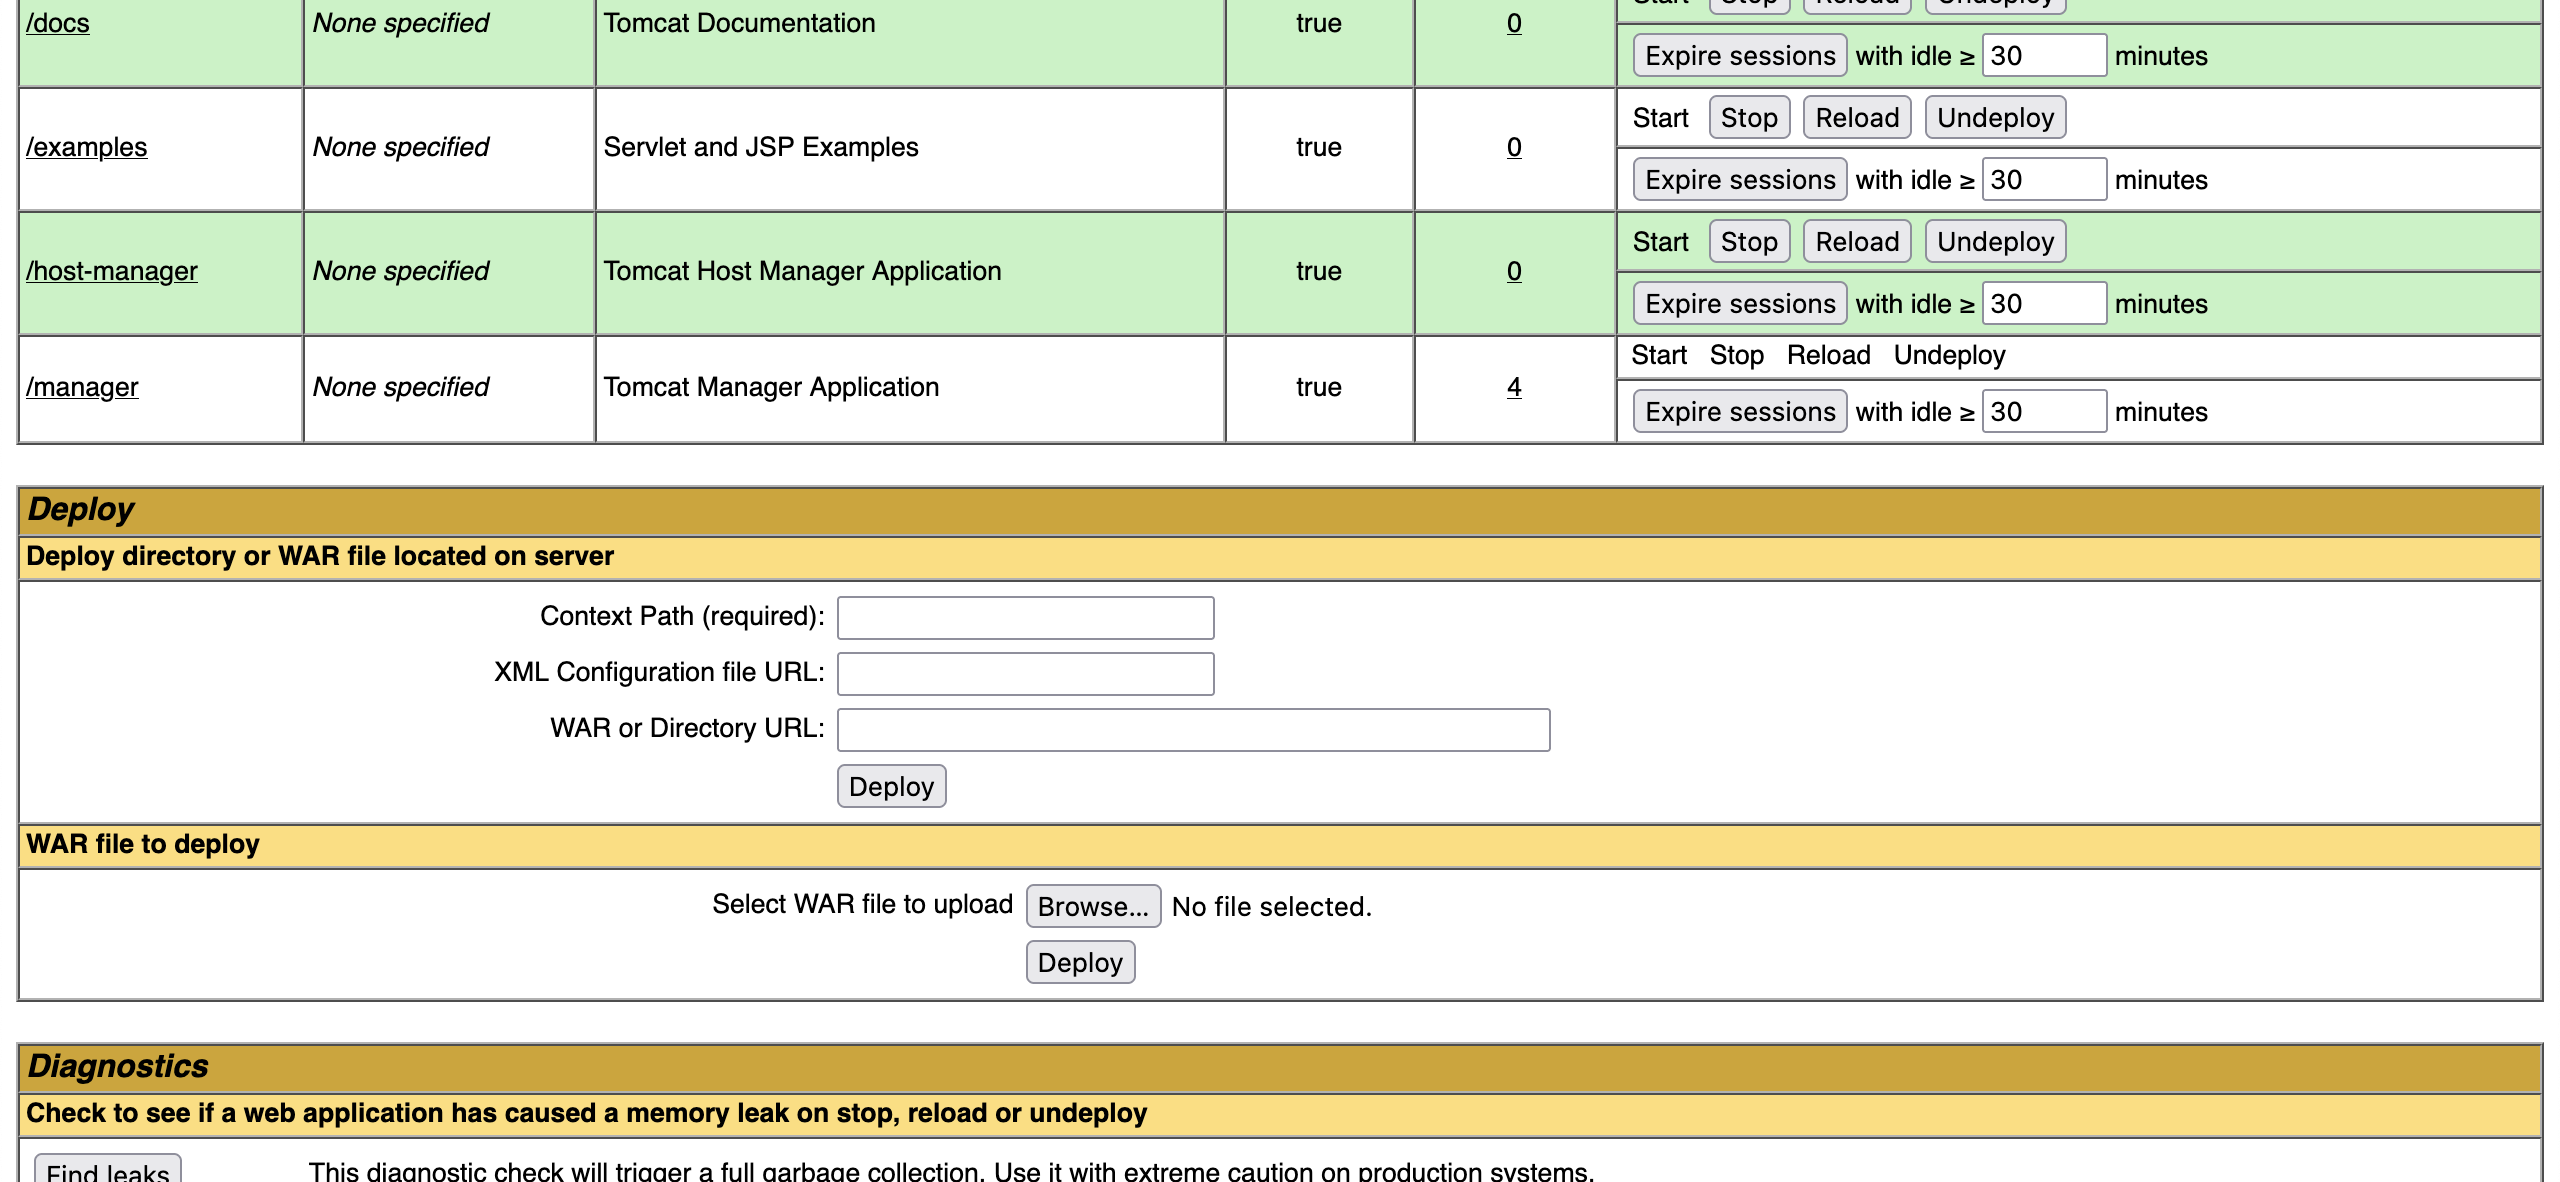 /docs None specified Tomcat Documentation true 0 Start Stop Reload Undeploy
Expire sessions with idle ≥ 30 minutes
/examples None specified Servlet and JSP Examples true 0 Start Stop Reload Undeploy
Expire sessions with idle ≥ 30 minutes
/host-manager None specified Tomcat Host Manager Application true 0 Start Stop Reload Undeploy
Expire sessions with idle ≥ 30 minutes
/manager None specified Tomcat Manager Application true 4 Start Stop Reload Undeploy
Expire sessions with idle ≥ 30 minutes
Deploy
Deploy directory or WAR file located on server
Context Path (required):
XML Configuration file URL:
WAR or Directory URL:
Deploy
WAR file to deploy
Select WAR file to upload Browse... No file selected.
Deploy
Diagnostics
Check to see if a web application has caused a memory leak on stop, reload or undeploy
Find leaks This diagnostic check will trigger a full garbage collection. Use it with extreme caution on production systems.